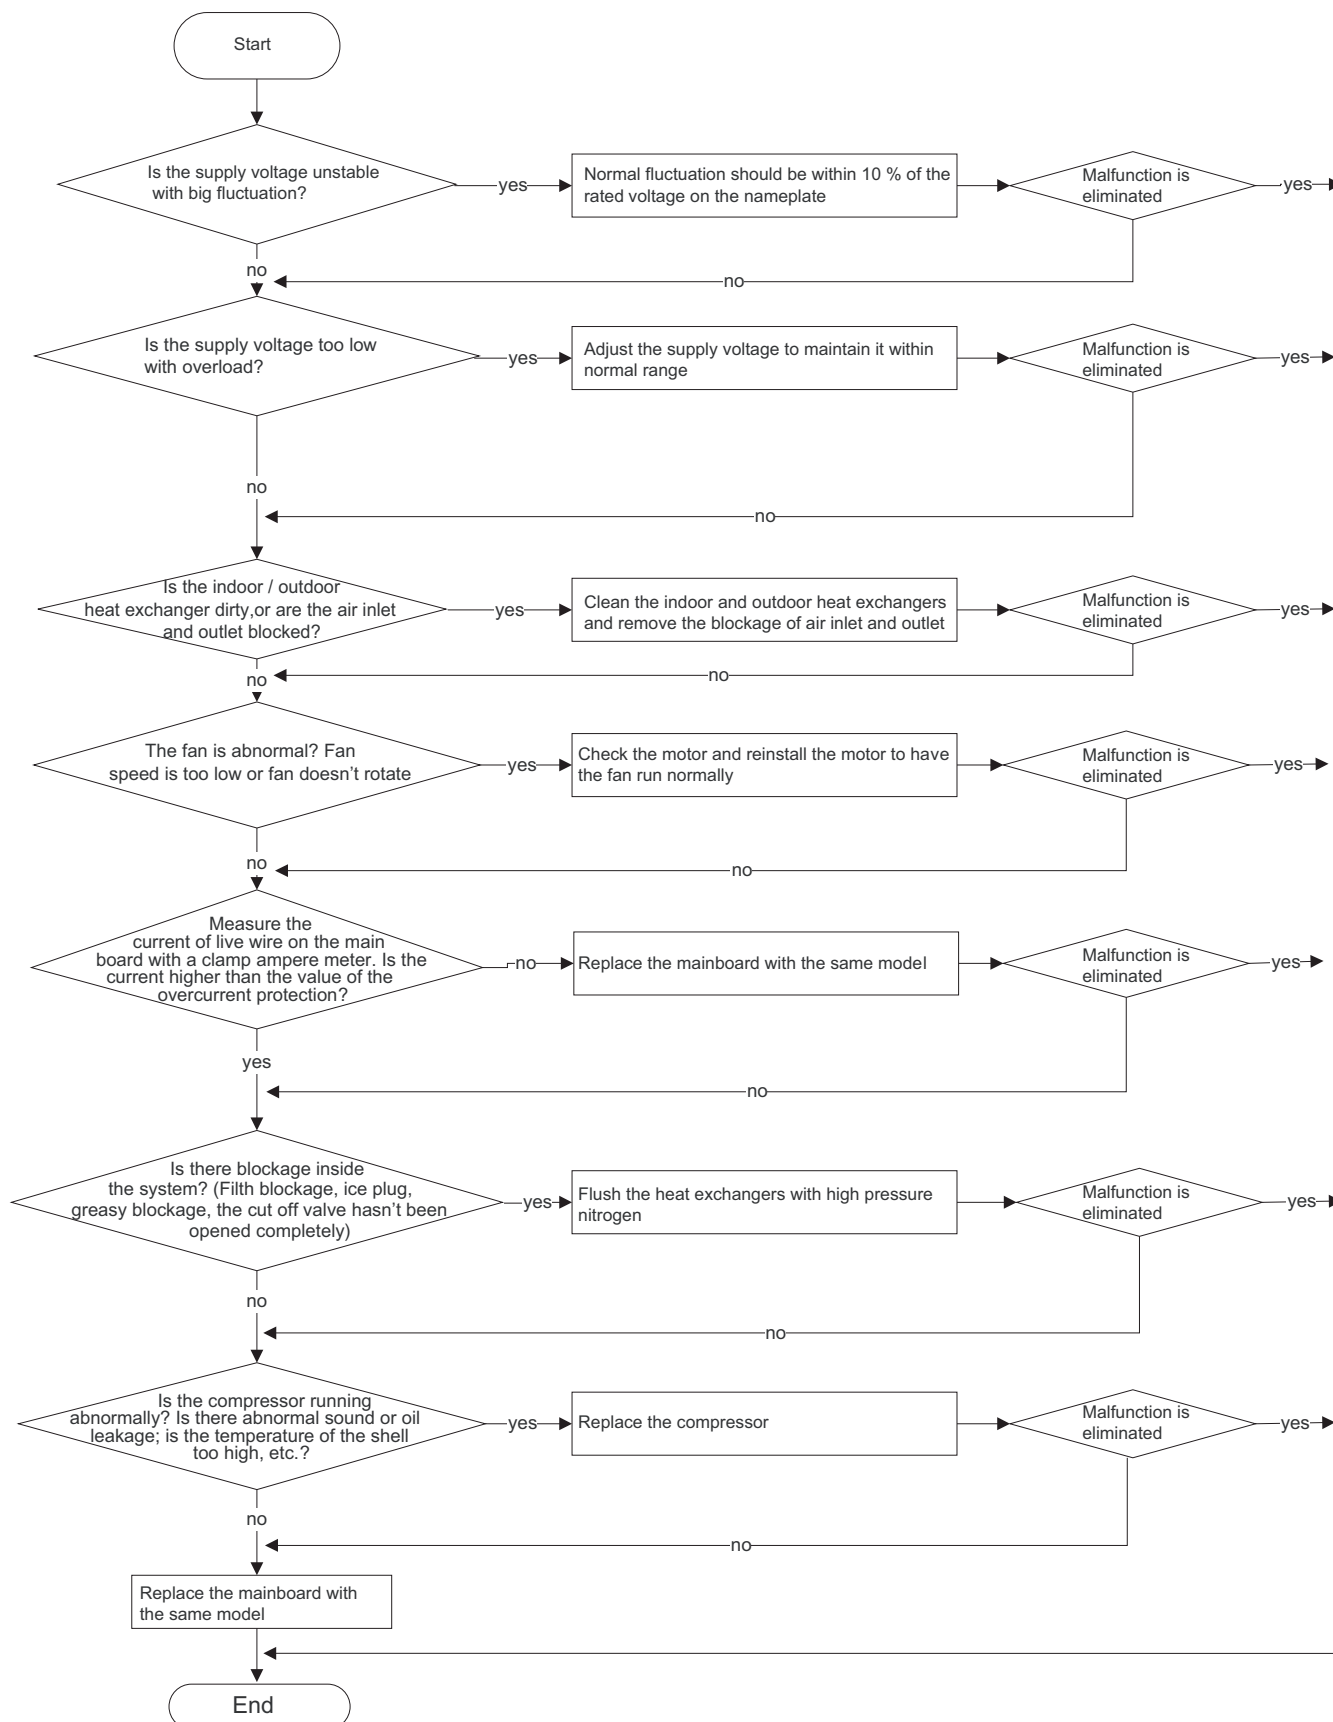 Start
Is the supply voltage unstable
with big fluctuation?
yes
Normal fluctuation should be within 10 % of the
rated voltage on the nameplate
Malfunction is
eliminated
yes
no
no
Is the supply voltage too low
with overload?
yes
Adjust the supply voltage to maintain it within
normal range
Malfunction is
eliminated
yes
no
no
Is the indoor / outdoor
heat exchanger dirty,or are the air inlet
and outlet blocked?
yes
Clean the indoor and outdoor heat exchangers
and remove the blockage of air inlet and outlet
Malfunction is
eliminated
yes
no
no
The fan is abnormal? Fan
speed is too low or fan doesn't rotate
yes
Check the motor and reinstall the motor to have
the fan run normally
Malfunction is
eliminated
yes
no
no
Measure the
current of live wire on the main
board with a clamp ampere meter. Is the
current higher than the value of the
overcurrent protection?
no
Replace the mainboard with the same model
Malfunction is
eliminated
yes
yes
no
Is there blockage inside
the system? (Filth blockage, ice plug,
greasy blockage, the cut off valve hasn't been
opened completely)
yes
Flush the heat exchangers with high pressure
nitrogen
Malfunction is
eliminated
yes
no
no
Is the compressor running
abnormally? Is there abnormal sound or oil
leakage; is the temperature of the shell
too high, etc.?
yes
Replace the compressor
Malfunction is
eliminated
yes
no
no
Replace the mainboard with
the same model
End